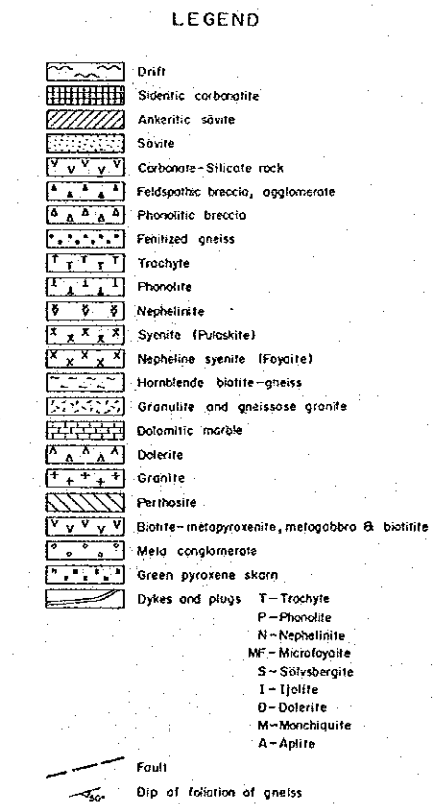 LEGEND
Drift
Sideritic carbonatite
Ankeritic sövite
Sövite
Carbonate-Silicate rock
Feldspathic breccia, agglomerate
Phonolitic breccia
Fenitized gneiss
Trachyte
Phonolite
Nephelinite
Syenite (Pulaskite)
Nepheline syenite (Foyaite)
Hornblende biotite-gneiss
Granulite and gneissose granite
Dolomitic marble
Dolerite
Granite
Perthosite
Biotite-metapyroxenite, metagabbro & biotitite
Meta conglomerate
Green pyroxene skarn
Dykes and plugs T-Trachyte
P-Phonolite
N-Nephelinite
MF-Microfoyaite
S-Sölvsbergite
I-Ijolite
D-Dolerite
M-Monchiquite
A-Aplite
Fault
50° Dip of foliation of gneiss